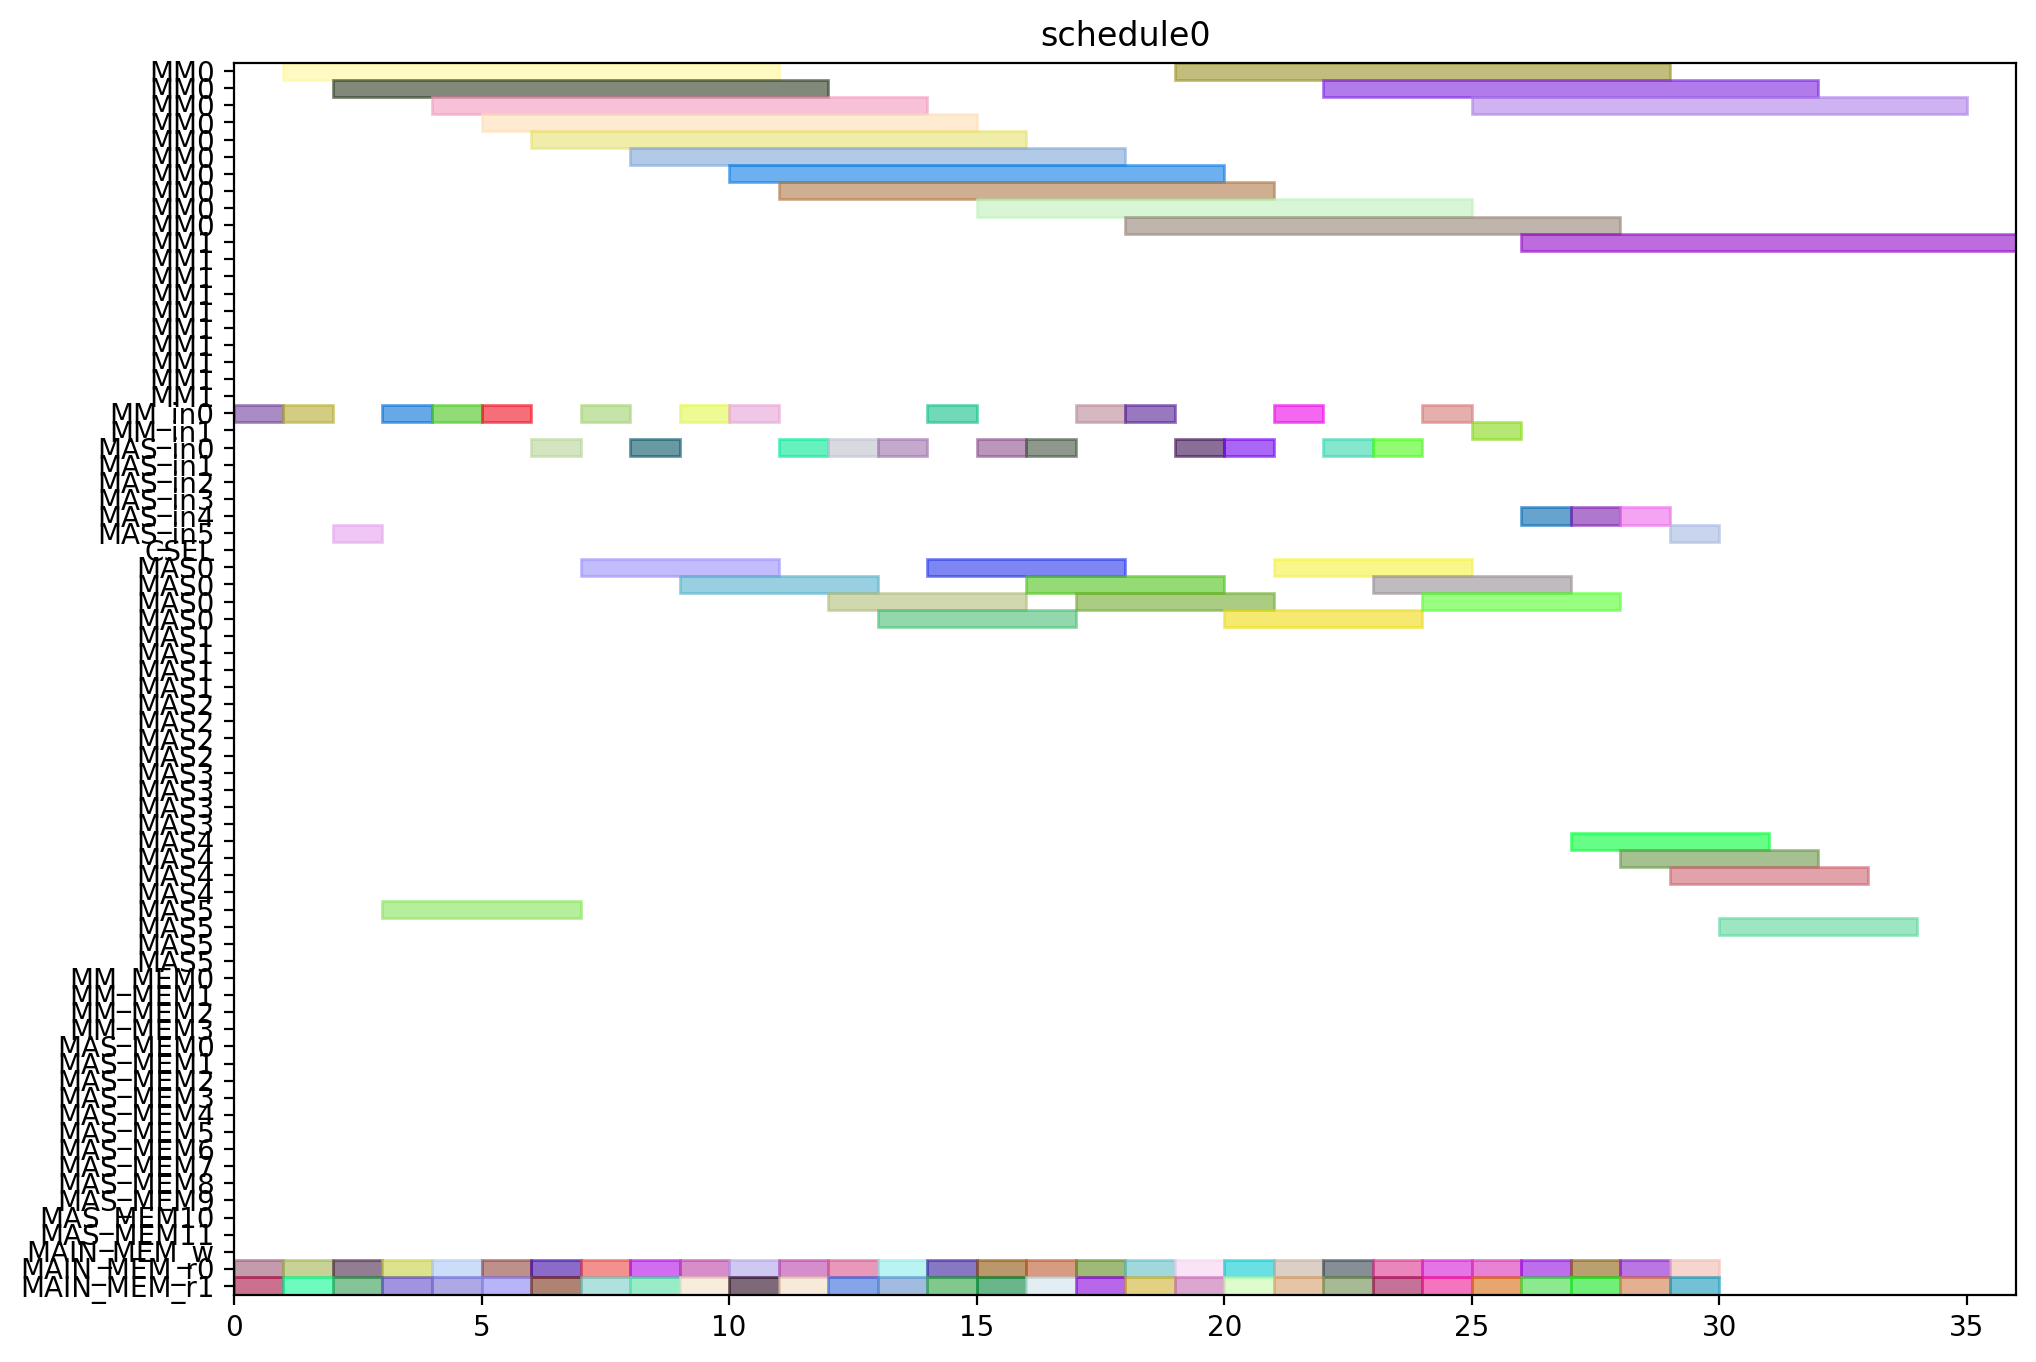 schedule0
MM0
MM0
MM0
MM0
MM0
MM0
MM0
MM0
MM0
MM0
MM1
MM1
MM1
MM1
MM1
MM1
MM1
MM1
MM1
MM1
MM_in0
MM_in1
MAS_in0
MAS_in1
MAS_in2
MAS_in3
MAS_in4
MAS_in5
CSEL
MAS0
MAS0
MAS0
MAS0
MAS1
MAS1
MAS1
MAS1
MAS2
MAS2
MAS2
MAS2
MAS3
MAS3
MAS3
MAS3
MAS4
MAS4
MAS4
MAS4
MAS5
MAS5
MAS5
MAS5
MM_MEM0
MM_MEM1
MM_MEM2
MM_MEM3
MAS_MEM0
MAS_MEM1
MAS_MEM2
MAS_MEM3
MAS_MEM4
MAS_MEM5
MAS_MEM6
MAS_MEM7
MAS_MEM8
MAS_MEM9
MAS_MEM10
MAS_MEM11
MAIN_MEM_w
MAIN_MEM_r0
MAIN_MEM_r1
0 5 10 15 20 25 30 35